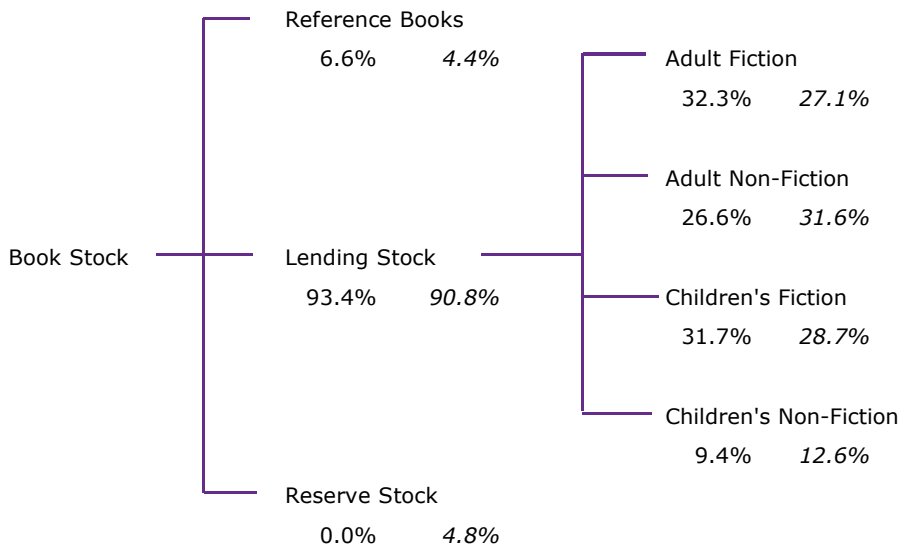 Reference Books
6.6% 4.4%
Adult Fiction
32.3% 27.1%
Adult Non-Fiction
26.6% 31.6%
Book Stock
Lending Stock
93.4% 90.8%
Children's Fiction
31.7% 28.7%
Children's Non-Fiction
9.4% 12.6%
Reserve Stock
0.0% 4.8%